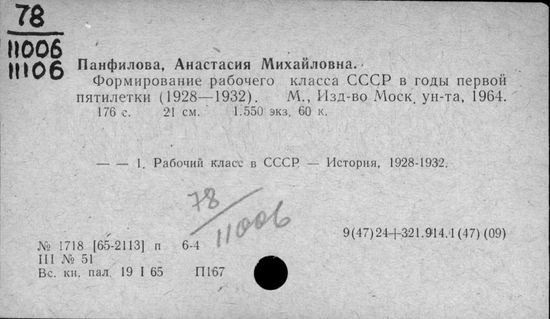 78
11006
11106
Панфилова, Анастасия Михайловна.
Формирование рабочего класса СССР в годы первой
пятилетки (1928—1932). М., Изд-во Моск. ун-та, 1964.
176 с. 21 см. 1.550 экз, 60 к.
— — 1. Рабочий класс в СССР — История, 1928-1932.
78
11006
9(47)24+321.914.1(47)(09)
№ 1718 [65-2113] п 6-4
III № 51
Вс. кн. пал. 19 I 65 П167